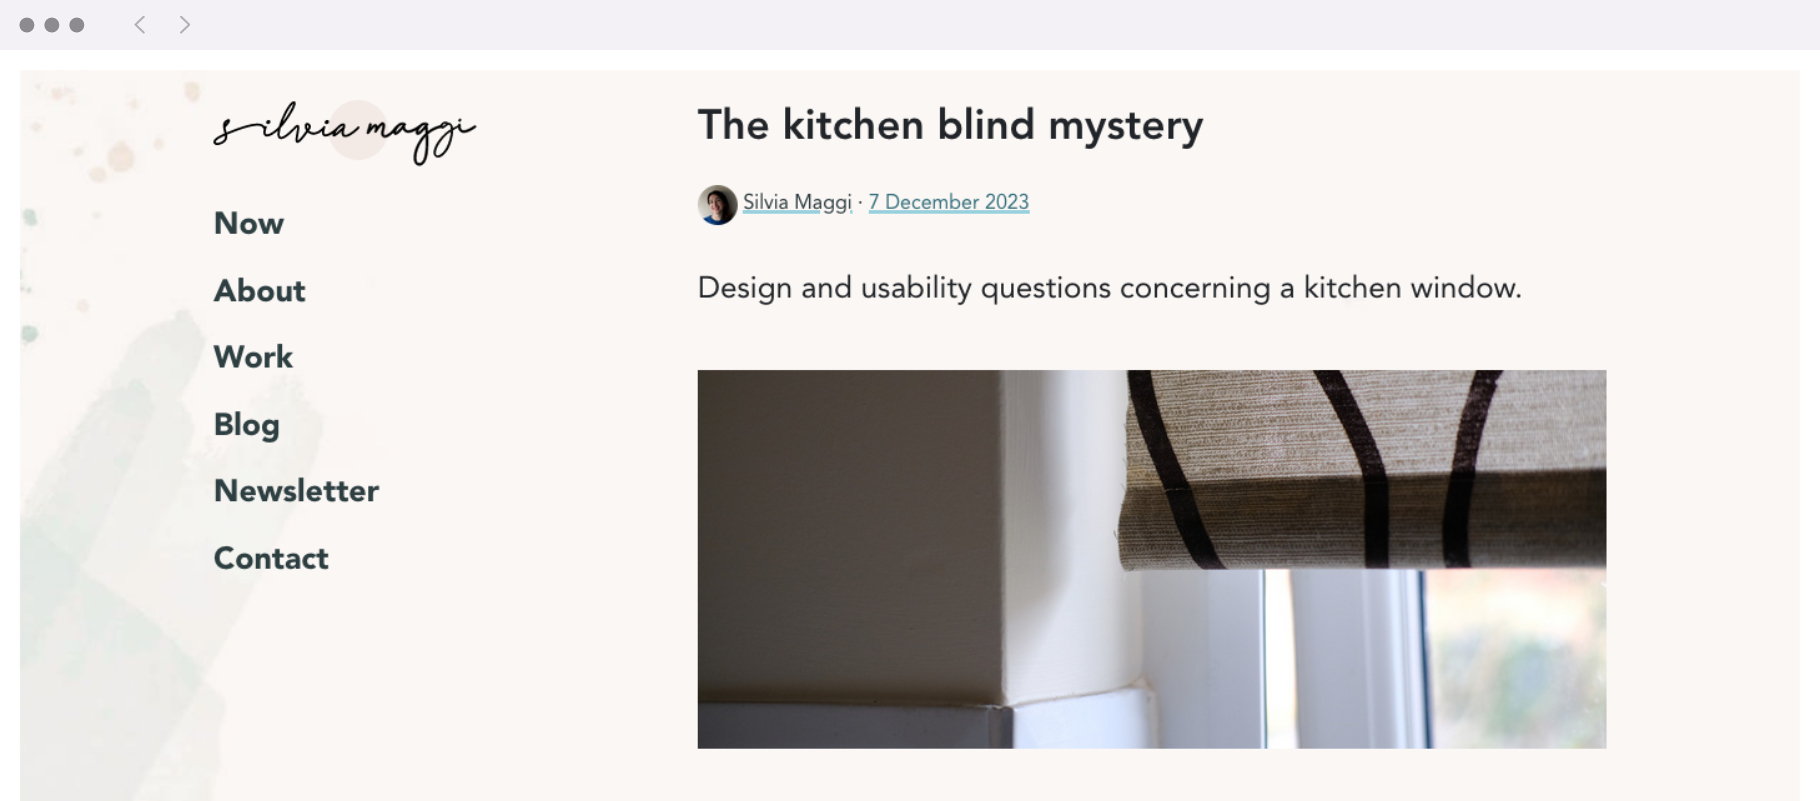 silvia maggi
Now
About
Work
Blog
Newsletter
Contact
The kitchen blind mystery
Silvia Maggi · 7 December 2023
Design and usability questions concerning a kitchen window.